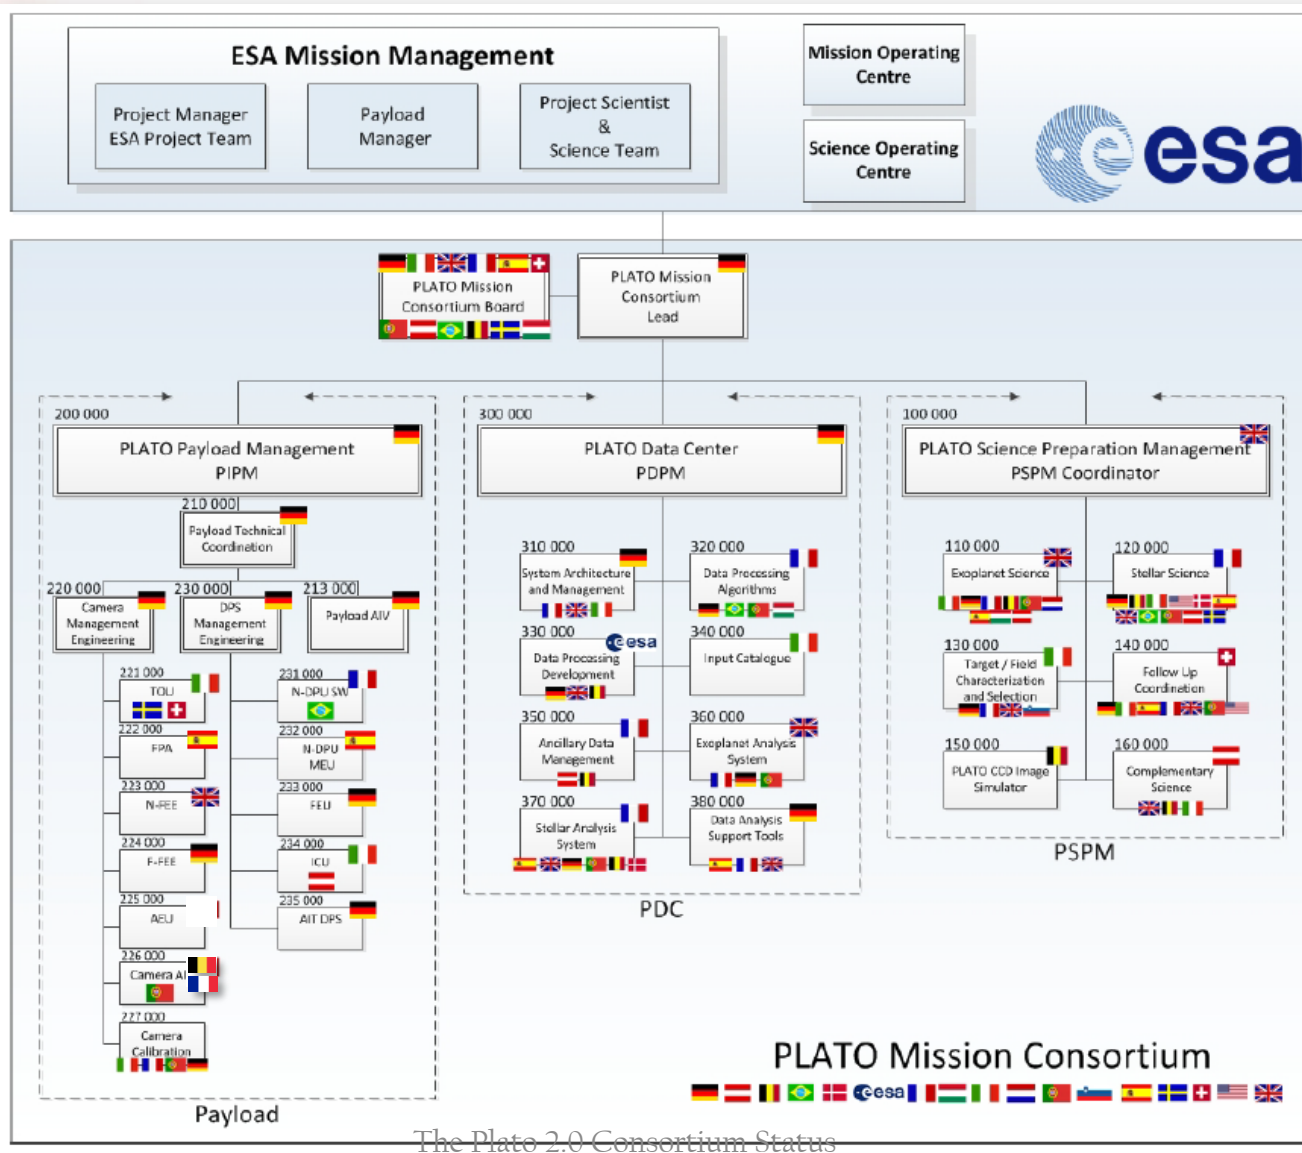 ESA Mission Management
Project Manager
ESA Project Team
Payload
Manager
Project Scientist
&
Science Team
Mission Operating
Centre
Science Operating
Centre
esa
PLATO Mission
Consortium Board
PLATO Mission
Consortium
Lead
200 000
PLATO Payload Management
PIPM
210 000
Payload Technical
Coordination
220 000
Camera
Management
Engineering
230 000
DPS
Management
Engineering
213 000
Payload AIV
221 000
TOU
222 000
FPA
223 000
N-FEE
224 000
F-FEE
225 000
AEU
226 000
Camera
227 000
Camera
Calibration
231 000
N-DPU SW
232 000
N-DPU
MEU
233 000
FEU
234 000
ICU
235 000
AIT DPS
Payload
300 000
PLATO Data Center
PDPM
310 000
System Architecture
and Management
320 000
Data Processing
Algorithms
330 000
esa
Data Processing
Development
340 000
Input Catalogue
350 000
Ancillary Data
Management
360 000
Exoplanet Analysis
System
370 000
Stellar Analysis
System
380 000
Data Analysis
Support Tools
PDC
100 000
PLATO Science Preparation Management
PSPM Coordinator
110 000
Exoplanet Science
120 000
Stellar Science
130 000
Target / Field
Characterization
and Selection
140 000
Follow Up
Coordination
150 000
PLATO CCD Image
Simulator
160 000
Complementary
Science
PSPM
PLATO Mission Consortium
esa
The Plato 2.0 Consortium Status